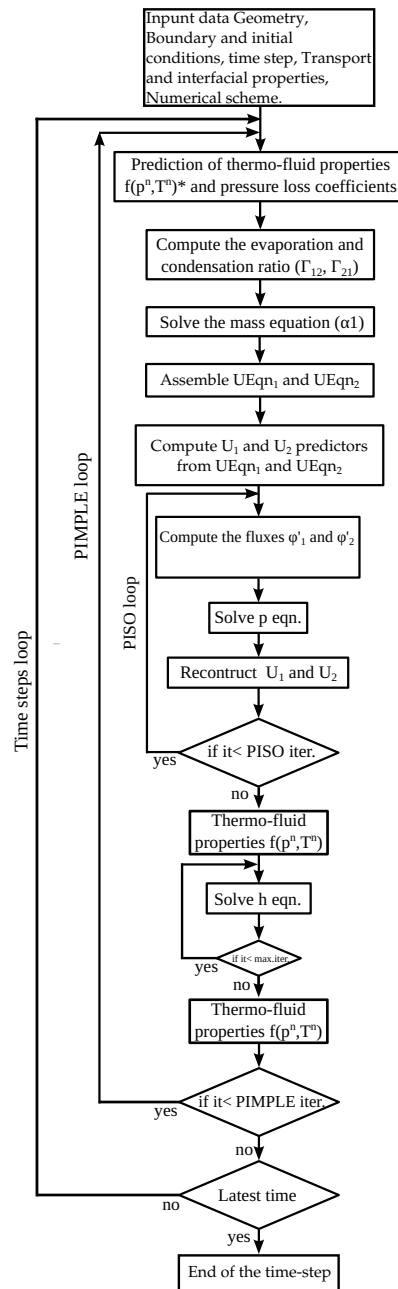 Inpunt data Geometry,
Boundary and initial
conditions, time step, Transport
and interfacial properties,
Numerical scheme.
Prediction of thermo-fluid properties
f(pⁿ,Tⁿ)* and pressure loss coefficients
Compute the evaporation and
condensation ratio (Γ₁₂, Γ₂₁)
Solve the mass equation (α1)
Assemble UEqn₁ and UEqn₂
Compute U₁ and U₂ predictors
from UEqn₁ and UEqn₂
Compute the fluxes φ'₁ and φ'₂
Solve p eqn.
Recontruct U₁ and U₂
if it< PISO iter.
yes
no
PISO loop
Thermo-fluid
properties f(pⁿ,Tⁿ)
Solve h eqn.
if it< max.iter.
yes
no
Thermo-fluid
properties f(pⁿ,Tⁿ)
if it< PIMPLE iter.
yes
no
PIMPLE loop
Latest time
no
yes
Time steps loop
End of the time-step